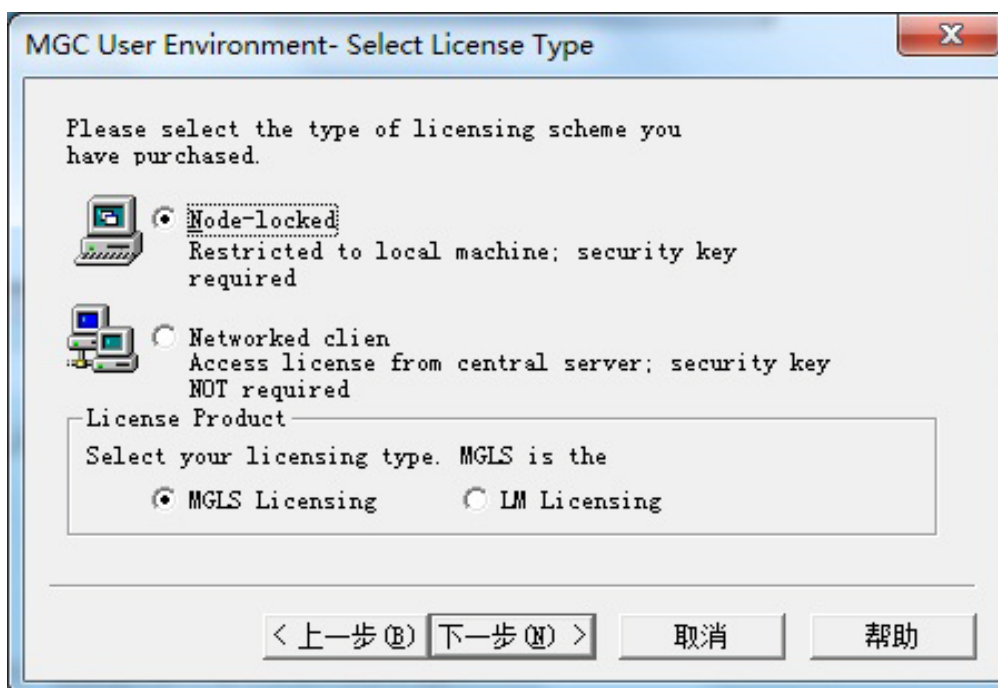 MGC User Environment- Select License Type
Please select the type of licensing scheme you
have purchased.
Node-locked
Restricted to local machine; security key
required
Networked clien
Access license from central server; security key
NOT required
License Product
Select your licensing type. MGLS is the
MGLS Licensing LM Licensing
< 上一步(B) 下一步(N) > 取消 帮助